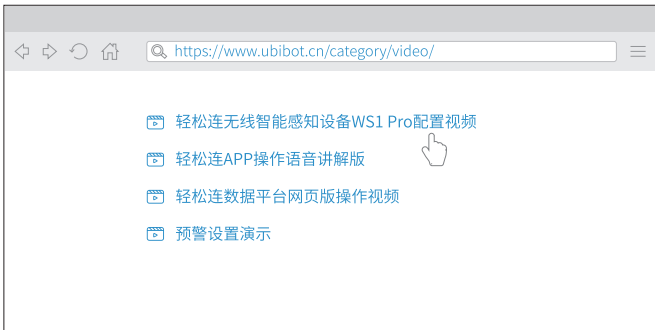 https://www.ubibot.cn/category/video/
轻松连无线智能感知设备WS1 Pro配置视频
轻松连APP操作语音讲解版
轻松连数据平台网页版操作视频
预警设置演示